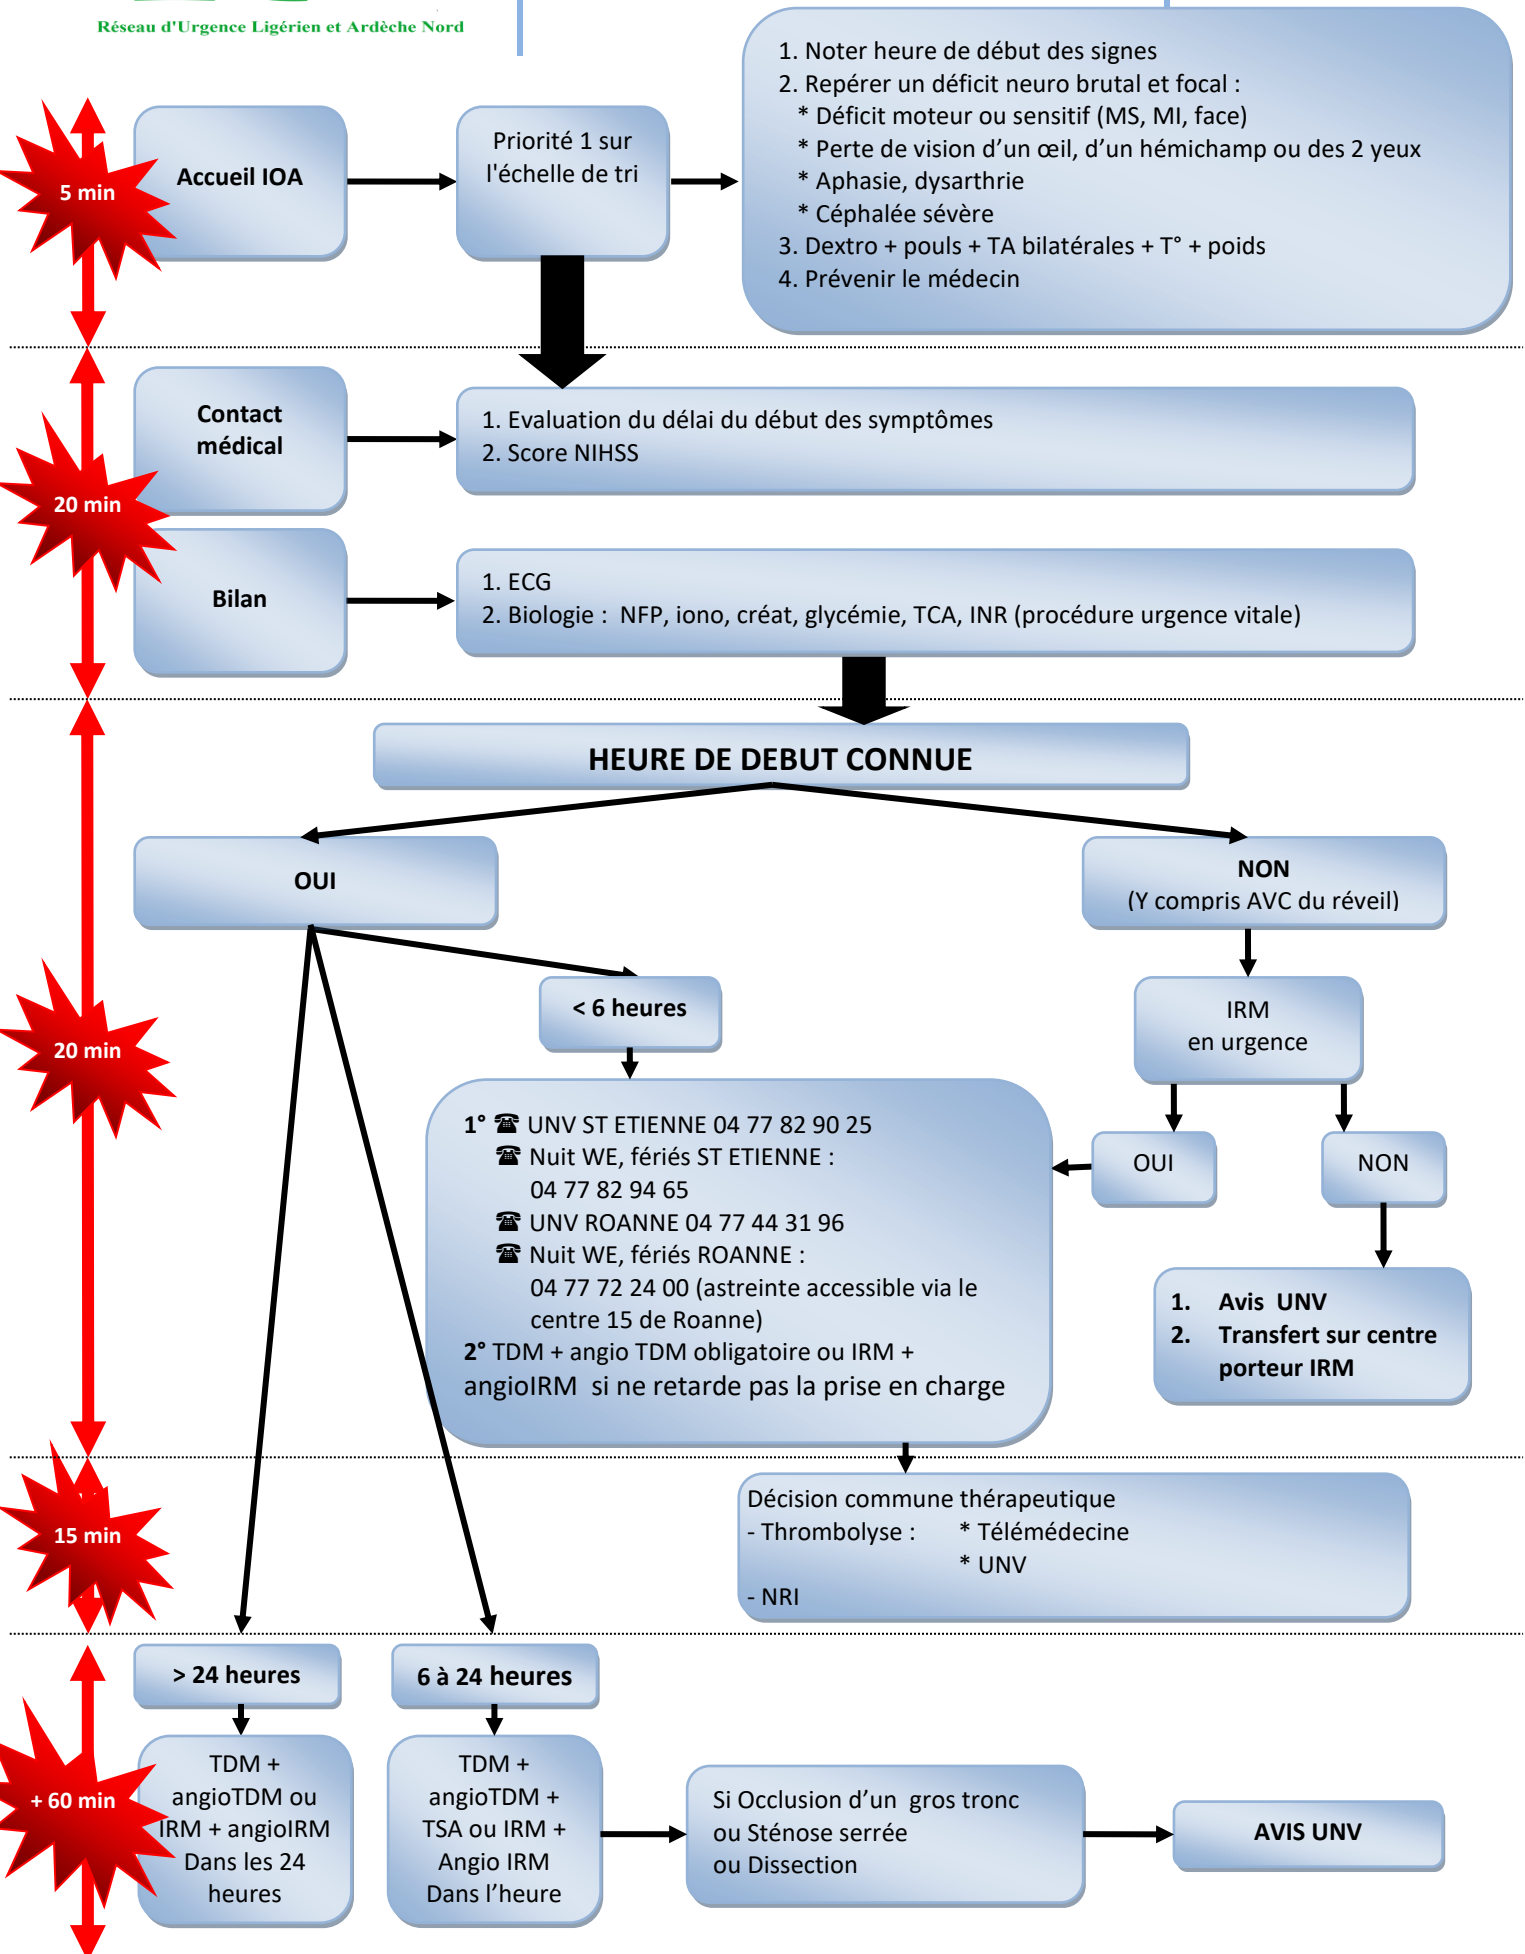 Réseau d'Urgence Ligérien et Ardèche Nord
5 min
Accueil IOA
Priorité 1 sur
l'échelle de tri
1. Noter heure de début des signes
2. Repérer un déficit neuro brutal et focal :
* Déficit moteur ou sensitif (MS, MI, face)
* Perte de vision d’un œil, d’un hémichamp ou des 2 yeux
* Aphasie, dysarthrie
* Céphalée sévère
3. Dextro + pouls + TA bilatérales + T° + poids
4. Prévenir le médecin
20 min
Contact
médical
1. Evaluation du délai du début des symptômes
2. Score NIHSS
Bilan
1. ECG
2. Biologie : NFP, iono, créat, glycémie, TCA, INR (procédure urgence vitale)
HEURE DE DEBUT CONNUE
OUI
NON
(Y compris AVC du réveil)
20 min
< 6 heures
IRM
en urgence
OUI
NON
1° ☎ UNV ST ETIENNE 04 77 82 90 25
☎ Nuit WE, fériés ST ETIENNE :
04 77 82 94 65
☎ UNV ROANNE 04 77 44 31 96
☎ Nuit WE, fériés ROANNE :
04 77 72 24 00 (astreinte accessible via le
centre 15 de Roanne)
2° TDM + angio TDM obligatoire ou IRM +
angioIRM si ne retarde pas la prise en charge
1. Avis UNV
2. Transfert sur centre
porteur IRM
15 min
Décision commune thérapeutique
- Thrombolyse : * Télémédecine
* UNV
- NRI
+ 60 min
> 24 heures
TDM +
angioTDM ou
IRM + angioIRM
Dans les 24
heures
6 à 24 heures
TDM +
angioTDM +
TSA ou IRM +
Angio IRM
Dans l’heure
Si Occlusion d’un gros tronc
ou Sténose serrée
ou Dissection
AVIS UNV